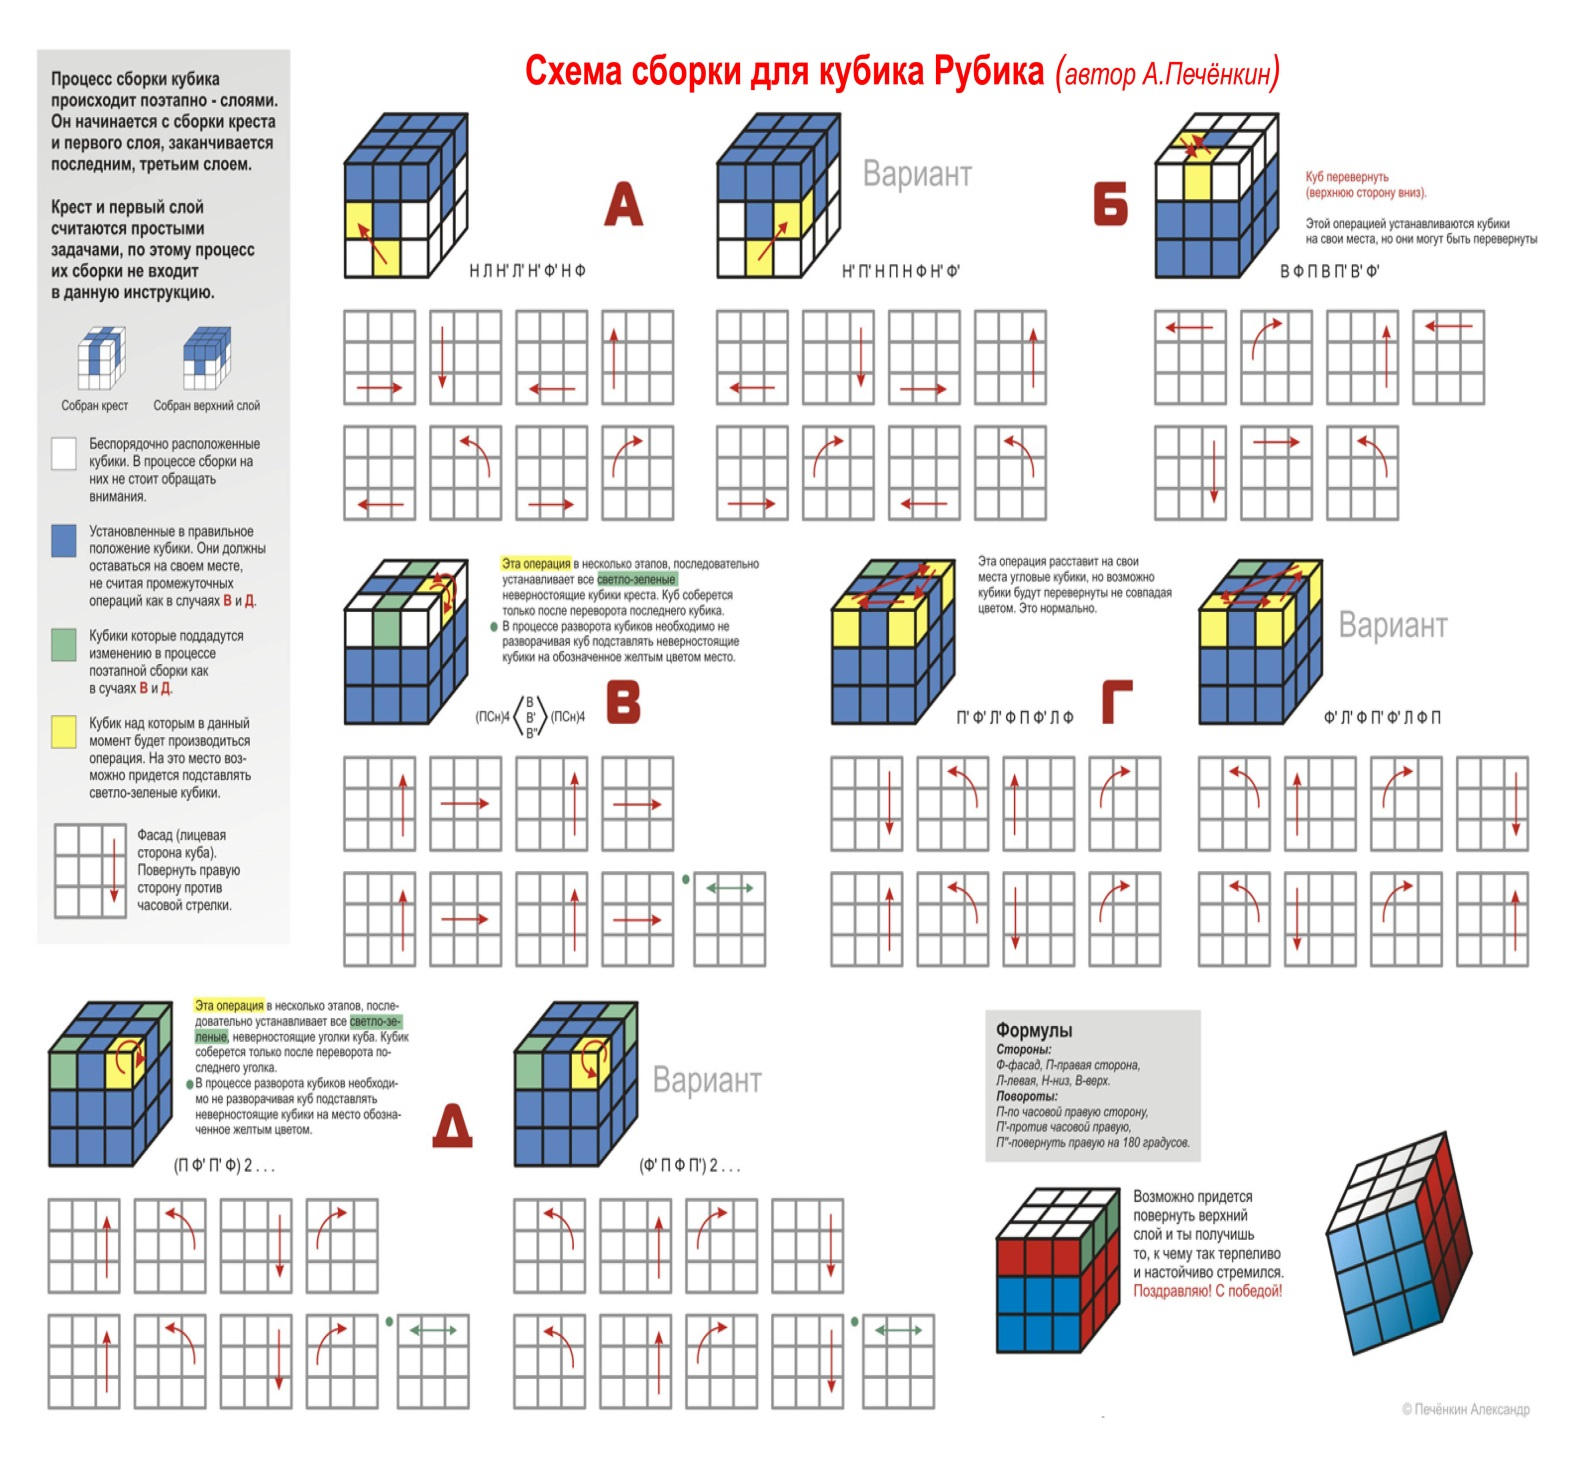 Схема сборки для кубика Рубика (автор А.Печёнкин)
Процесс сборки кубика
происходит поэтапно - слоями.
Он начинается с сборки креста
и первого слоя, заканчивается
последним, третьим слоем.
Крест и первый слой
считаются простыми
задачами, по этому процесс
их сборки не входит
в данную инструкцию.
Собран крест
Собран верхний слой
Беспорядочно расположенные
кубики. В процессе сборки на
них не стоит обращать
внимания.
Установленные в правильное
положение кубики. Они должны
оставаться на своем месте,
не считая промежуточных
операций как в случаях В и Д.
Кубики которые поддадутся
изменению в процессе
поэтапной сборки как
в сучаях В и Д.
Кубик над которым в данный
момент будет производиться
операция. На это место воз-
можно придется подставлять
светло-зеленые кубики.
Фасад (лицевая
сторона куба).
Повернуть правую
сторону против
часовой стрелки.
А
Н Л Н' Л' Н' Ф' Н Ф
Вариант
Н' П' Н П Н Ф Н' Ф'
Б
Куб перевернуть
(верхнюю сторону вниз).
Этой операцией устанавливаются кубики
на свои места, но они могут быть перевернуты
В Ф П В П' В' Ф'
Эта операция в несколько этапов, последовательно
устанавливает все светло-зеленые
неверностоящие кубики креста. Куб соберется
только после переворота последнего кубика.
В процессе разворота кубиков необходимо не
разворачивая куб подставлять неверностоящие
кубики на обозначенное желтым цветом место.
В
(ПСн)4 В В' В" (ПСн)4
Эта операция расставит на свои
места угловые кубики, но возможно
кубики будут перевернуты не совпадая
цветом. Это нормально.
Г
П' Ф' Л' Ф П Ф' Л Ф
Вариант
Ф' Л' Ф П' Ф' Л Ф П
Эта операция в несколько этапов, после-
довательно устанавливает все светло-зе-
леные, неверностоящие уголки куба. Кубик
соберется только после переворота по-
следнего уголка.
В процессе разворота кубиков необходи-
мо не разворачивая куб подставлять
неверностоящие кубики на место обозна-
ченное желтым цветом.
Д
(П Ф' П' Ф) 2 . . .
Вариант
(Ф' П Ф П') 2 . . .
Формулы
Стороны:
Ф-фасад, П-правая сторона,
Л-левая, Н-низ, В-верх.
Повороты:
П-по часовой правую сторону,
П'-против часовой правую,
П"-повернуть правую на 180 градусов.
Возможно придется
повернуть верхний
слой и ты получишь
то, к чему так терпеливо
и настойчиво стремился.
Поздравляю! С победой!
© Печёнкин Александр